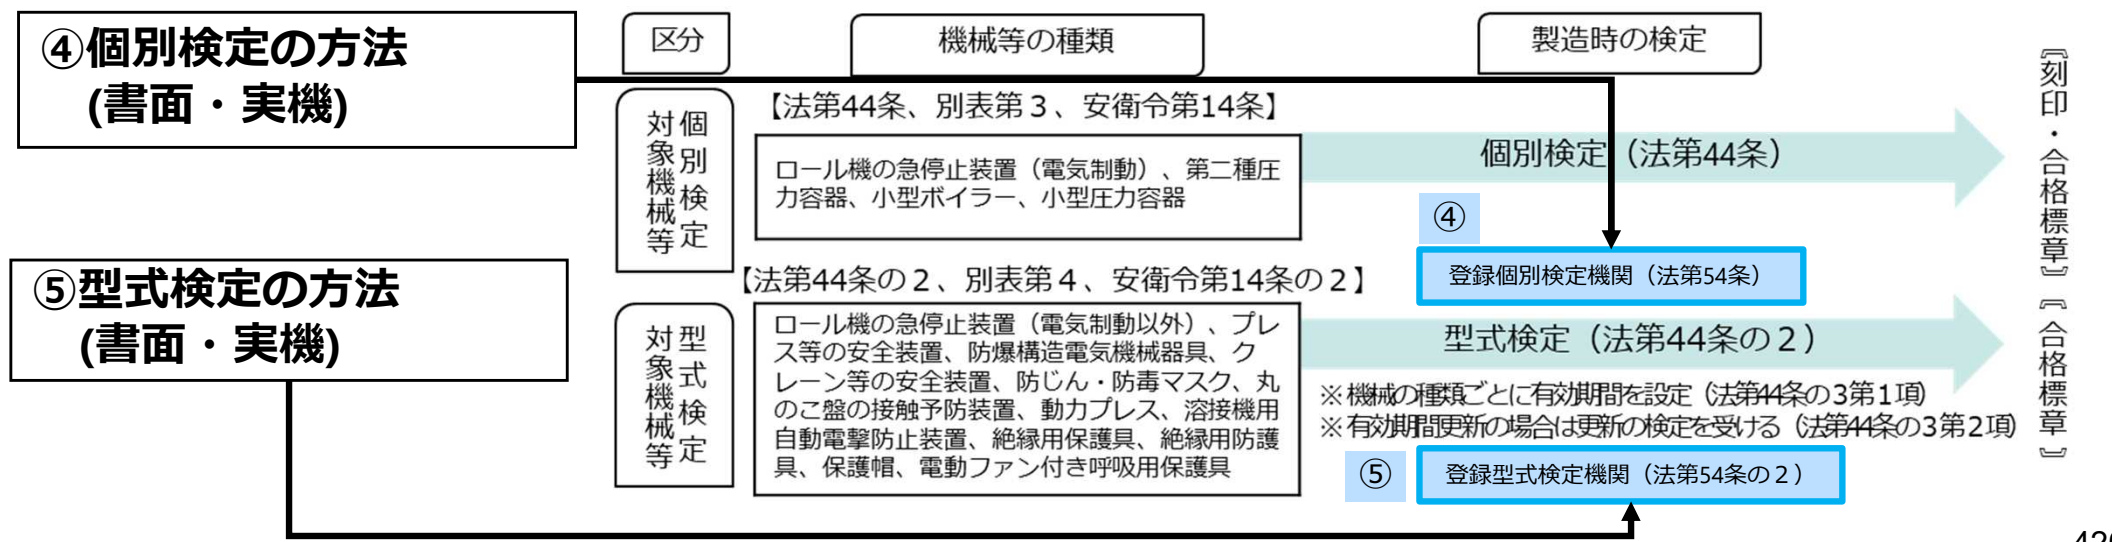 ④個別検定の方法
(書面・実機)
区分
機械等の種類
製造時の検定
個別検定
対象機械等
【法第44条、別表第３、安衛令第14条】
ロール機の急停止装置（電気制動）、第二種圧
力容器、小型ボイラー、小型圧力容器
個別検定（法第44条）
④
登録個別検定機関（法第54条）
『刻印・合格標章』
⑤型式検定の方法
(書面・実機)
【法第44条の２、別表第４、安衛令第14条の２】
型式検定
対象機械等
ロール機の急停止装置（電気制動以外）、プレ
ス等の安全装置、防爆構造電気機械器具、ク
レーン等の安全装置、防じん・防毒マスク、丸
のこ盤の接触予防装置、動力プレス、溶接機用
自動電撃防止装置、絶縁用保護具、絶縁用防護
具、保護帽、電動ファン付き呼吸用保護具
型式検定（法第44条の２）
※機械の種類ごとに有効期間を設定（法第44条の３第１項）
※有効期間更新の場合は更新の検定を受ける（法第44条の３第２項）
⑤
登録型式検定機関（法第54条の２）
『合格標章』